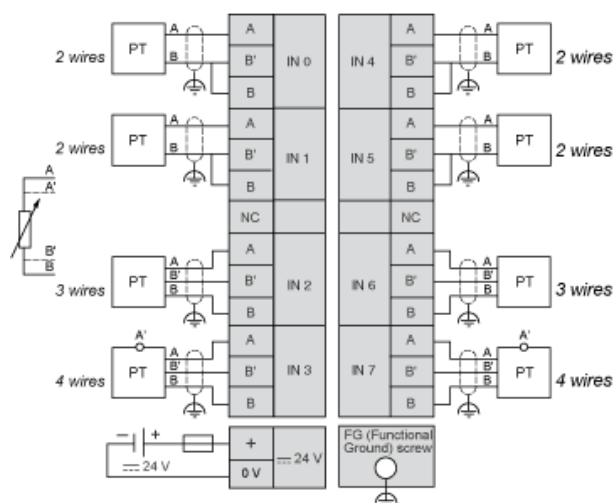 2 wires
PT
A
B
A
B'
B
IN 0
IN 4
A
B'
B
A
B
PT
2 wires
2 wires
PT
A
B
A
B'
B
IN 1
IN 5
A
B'
B
A
B
PT
2 wires
A
A'
B'
B
NC
NC
3 wires
PT
A
B'
B
A
B'
B
IN 2
IN 6
A
B'
B
A
B'
B
PT
3 wires
A'
4 wires
PT
A
B'
B
A
B'
B
IN 3
IN 7
A
B'
B
A
B'
B
A'
PT
4 wires
− +
24 V
+
0 V
24 V
FG (Functional
Ground) screw